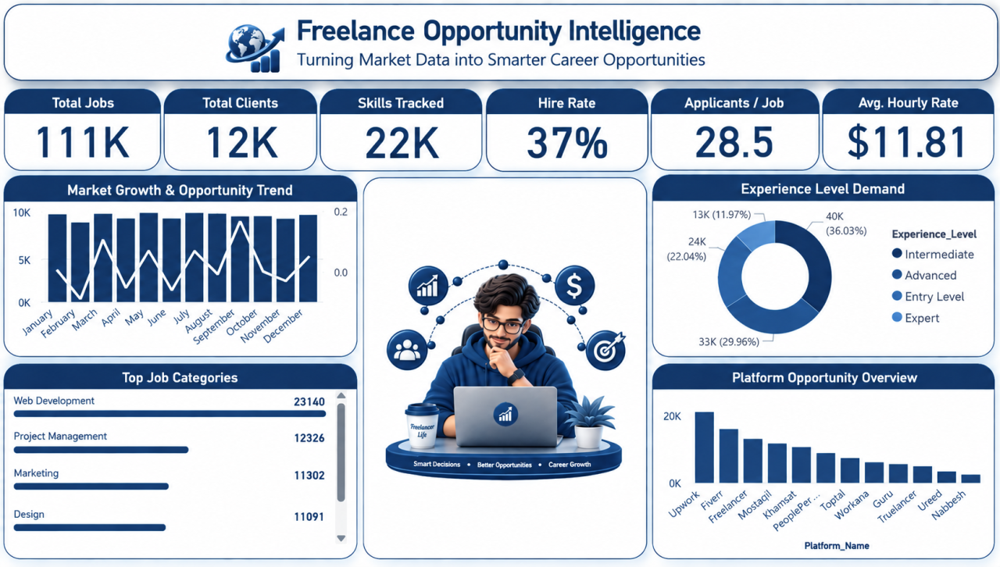 Freelance Opportunity Intelligence
Turning Market Data into Smarter Career Opportunities
Total Jobs
111K
Total Clients
12K
Skills Tracked
22K
Hire Rate
37%
Applicants / Job
28.5
Avg. Hourly Rate
$11.81
Market Growth & Opportunity Trend
10K
5K
0K
0.2
0.0
January
February
March
April
May
June
July
August
September
October
November
December
Top Job Categories
Web Development 23140
Project Management 12326
Marketing 11302
Design 11091
$
Freelancer
Life
Smart Decisions • Better Opportunities • Career Growth
Experience Level Demand
13K (11.97%)
40K
(36.03%)
24K
(22.04%)
33K (29.96%)
Experience_Level
Intermediate
Advanced
Entry Level
Expert
Platform Opportunity Overview
20K
0K
Upwork
Fiverr
Freelancer
Mostaqil
Khamsat
PeoplePer...
Toptal
Workana
Guru
Truelancer
Ureed
Nabbesh
Platform_Name